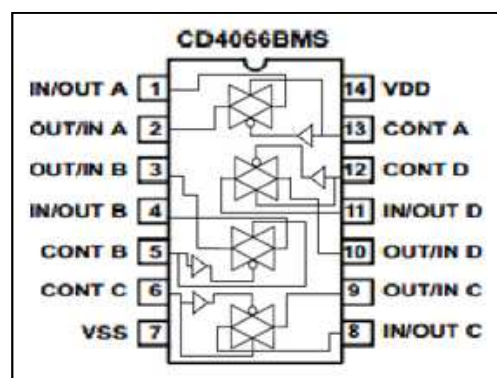 CD4066BMS
IN/OUT A 1 14 VDD
OUT/IN A 2 13 CONT A
OUT/IN B 3 12 CONT D
IN/OUT B 4 11 IN/OUT D
CONT B 5 10 OUT/IN D
CONT C 6 9 OUT/IN C
VSS 7 8 IN/OUT C